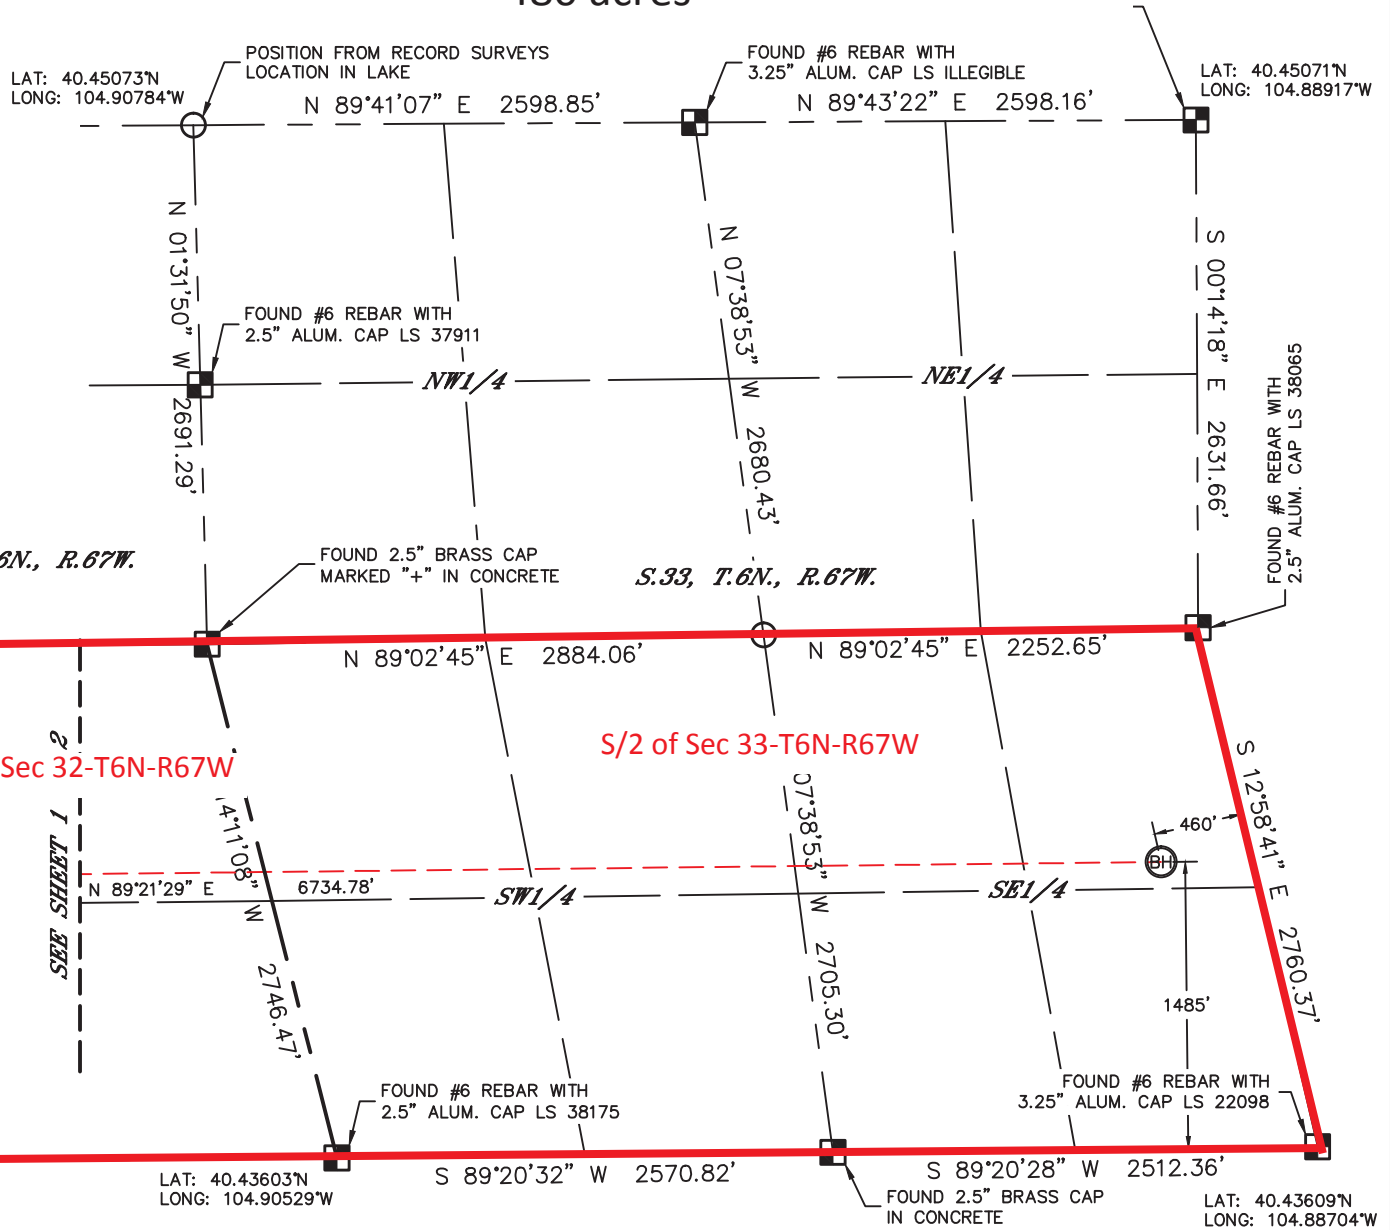 LAT: 40.45073°N
LONG: 104.90784°W
POSITION FROM RECORD SURVEYS
LOCATION IN LAKE
N 89°41'07" E 2598.85'
FOUND #6 REBAR WITH
3.25" ALUM. CAP LS ILLEGIBLE
N 89°43'22" E 2598.16'
LAT: 40.45071°N
LONG: 104.88917°W
N 01°31'50" W 2691.29'
N 07°38'53" W 2680.43'
S 00°14'18" E 2631.66'
FOUND #6 REBAR WITH
2.5" ALUM. CAP LS 37911
NW1/4
NE1/4
FOUND #6 REBAR WITH
2.5" ALUM. CAP LS 38065
6N., R.67W.
FOUND 2.5" BRASS CAP
MARKED "+" IN CONCRETE
S.33, T.6N., R.67W.
N 89°02'45" E 2884.06'
N 89°02'45" E 2252.65'
Sec 32-T6N-R67W
S/2 of Sec 33-T6N-R67W
SEE SHEET 1 2
4°11'08" W 2746.47'
07°38'53" W 2705.30'
S 12°58'41" E 2760.37'
460'
BH
N 89°21'29" E 6734.78'
SW1/4
SE1/4
1485'
FOUND #6 REBAR WITH
2.5" ALUM. CAP LS 38175
FOUND #6 REBAR WITH
3.25" ALUM. CAP LS 22098
LAT: 40.43603°N
LONG: 104.90529°W
S 89°20'32" W 2570.82'
S 89°20'28" W 2512.36'
FOUND 2.5" BRASS CAP
IN CONCRETE
LAT: 40.43609°N
LONG: 104.88704°W